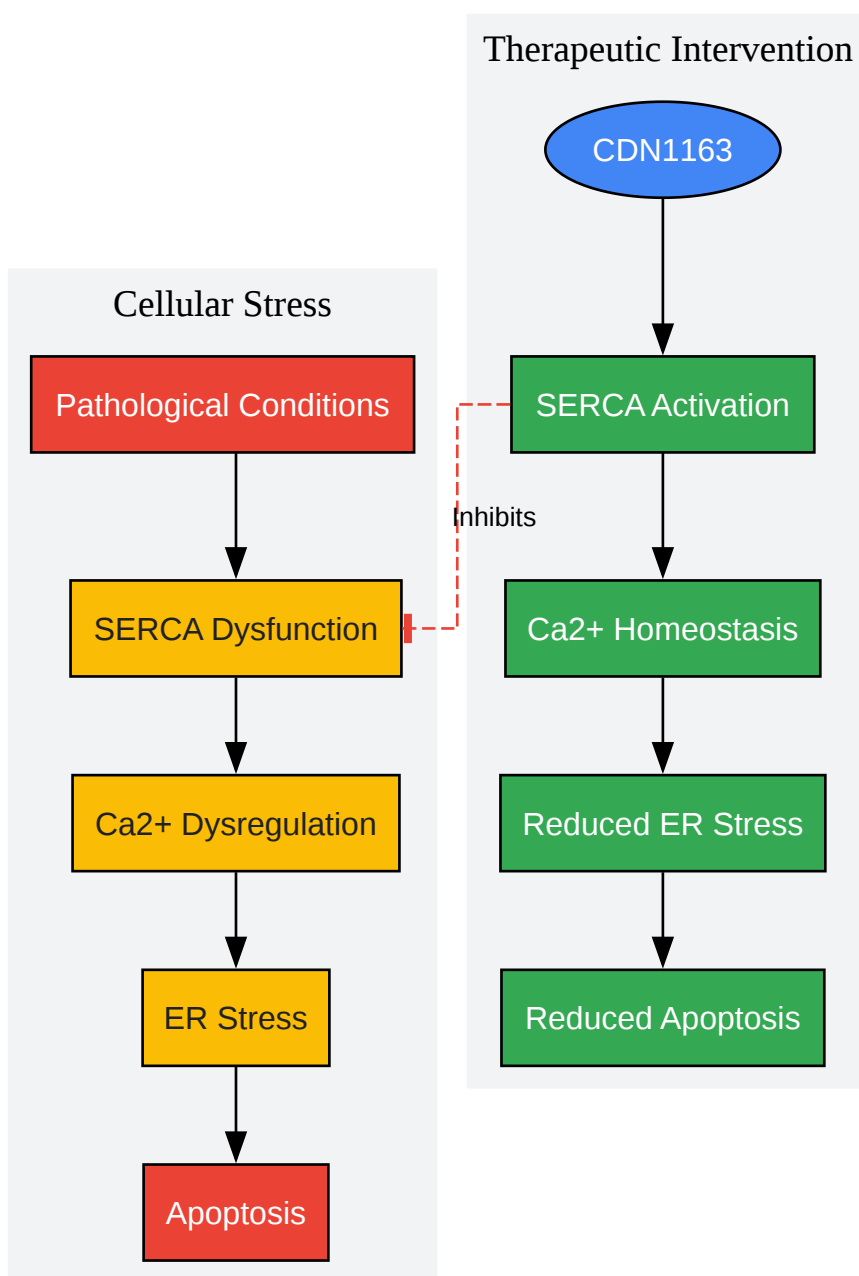 Therapeutic Intervention
CDN1163
SERCA Activation
Ca2+ Homeostasis
Reduced ER Stress
Reduced Apoptosis
Inhibits
Cellular Stress
Pathological Conditions
SERCA Dysfunction
Ca2+ Dysregulation
ER Stress
Apoptosis